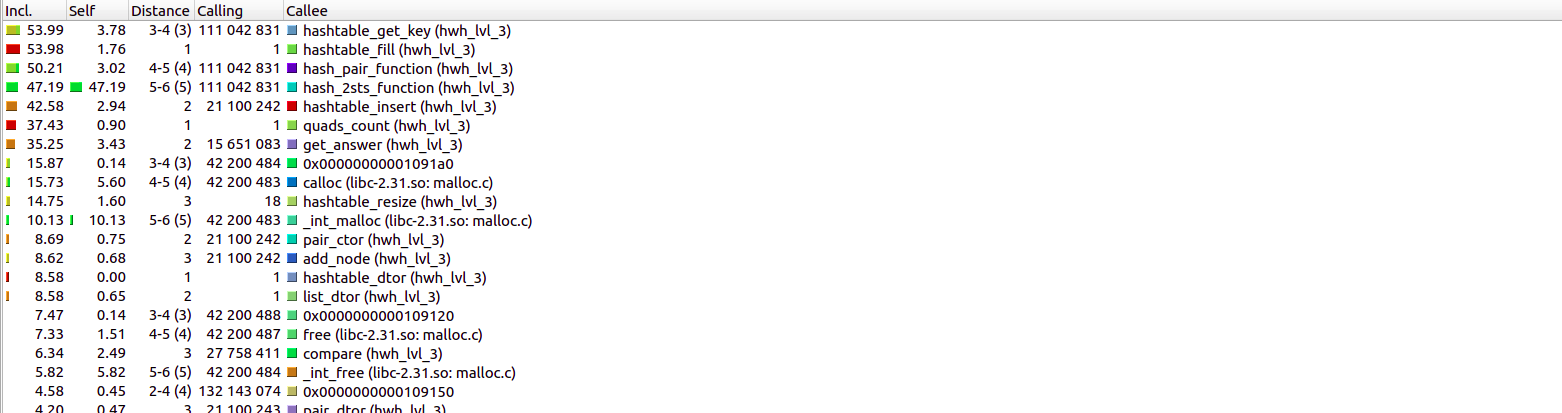 Incl. Self Distance Calling Callee
53.99 3.78 3-4 (3) 111 042 831 hashtable_get_key (hwh_lvl_3)
53.98 1.76 1 1 hashtable_fill (hwh_lvl_3)
50.21 3.02 4-5 (4) 111 042 831 hash_pair_function (hwh_lvl_3)
47.19 47.19 5-6 (5) 111 042 831 hash_2sts_function (hwh_lvl_3)
42.58 2.94 2 21 100 242 hashtable_insert (hwh_lvl_3)
37.43 0.90 1 1 quads_count (hwh_lvl_3)
35.25 3.43 2 15 651 083 get_answer (hwh_lvl_3)
15.87 0.14 3-4 (3) 42 200 484 0x00000000001091a0
15.73 5.60 4-5 (4) 42 200 483 calloc (libc-2.31.so: malloc.c)
14.75 1.60 3 18 hashtable_resize (hwh_lvl_3)
10.13 10.13 5-6 (5) 42 200 483 _int_malloc (libc-2.31.so: malloc.c)
8.69 0.75 2 21 100 242 pair_ctor (hwh_lvl_3)
8.62 0.68 3 21 100 242 add_node (hwh_lvl_3)
8.58 0.00 1 1 hashtable_dtor (hwh_lvl_3)
8.58 0.65 2 1 list_dtor (hwh_lvl_3)
7.47 0.14 3-4 (3) 42 200 488 0x0000000000109120
7.33 1.51 4-5 (4) 42 200 487 free (libc-2.31.so: malloc.c)
6.34 2.49 3 27 758 411 compare (hwh_lvl_3)
5.82 5.82 5-6 (5) 42 200 484 _int_free (libc-2.31.so: malloc.c)
4.58 0.45 2-4 (4) 132 143 074 0x0000000000109150
4.20 0.47 3 21 100 243 pair_dtor (hwh_lvl_3)